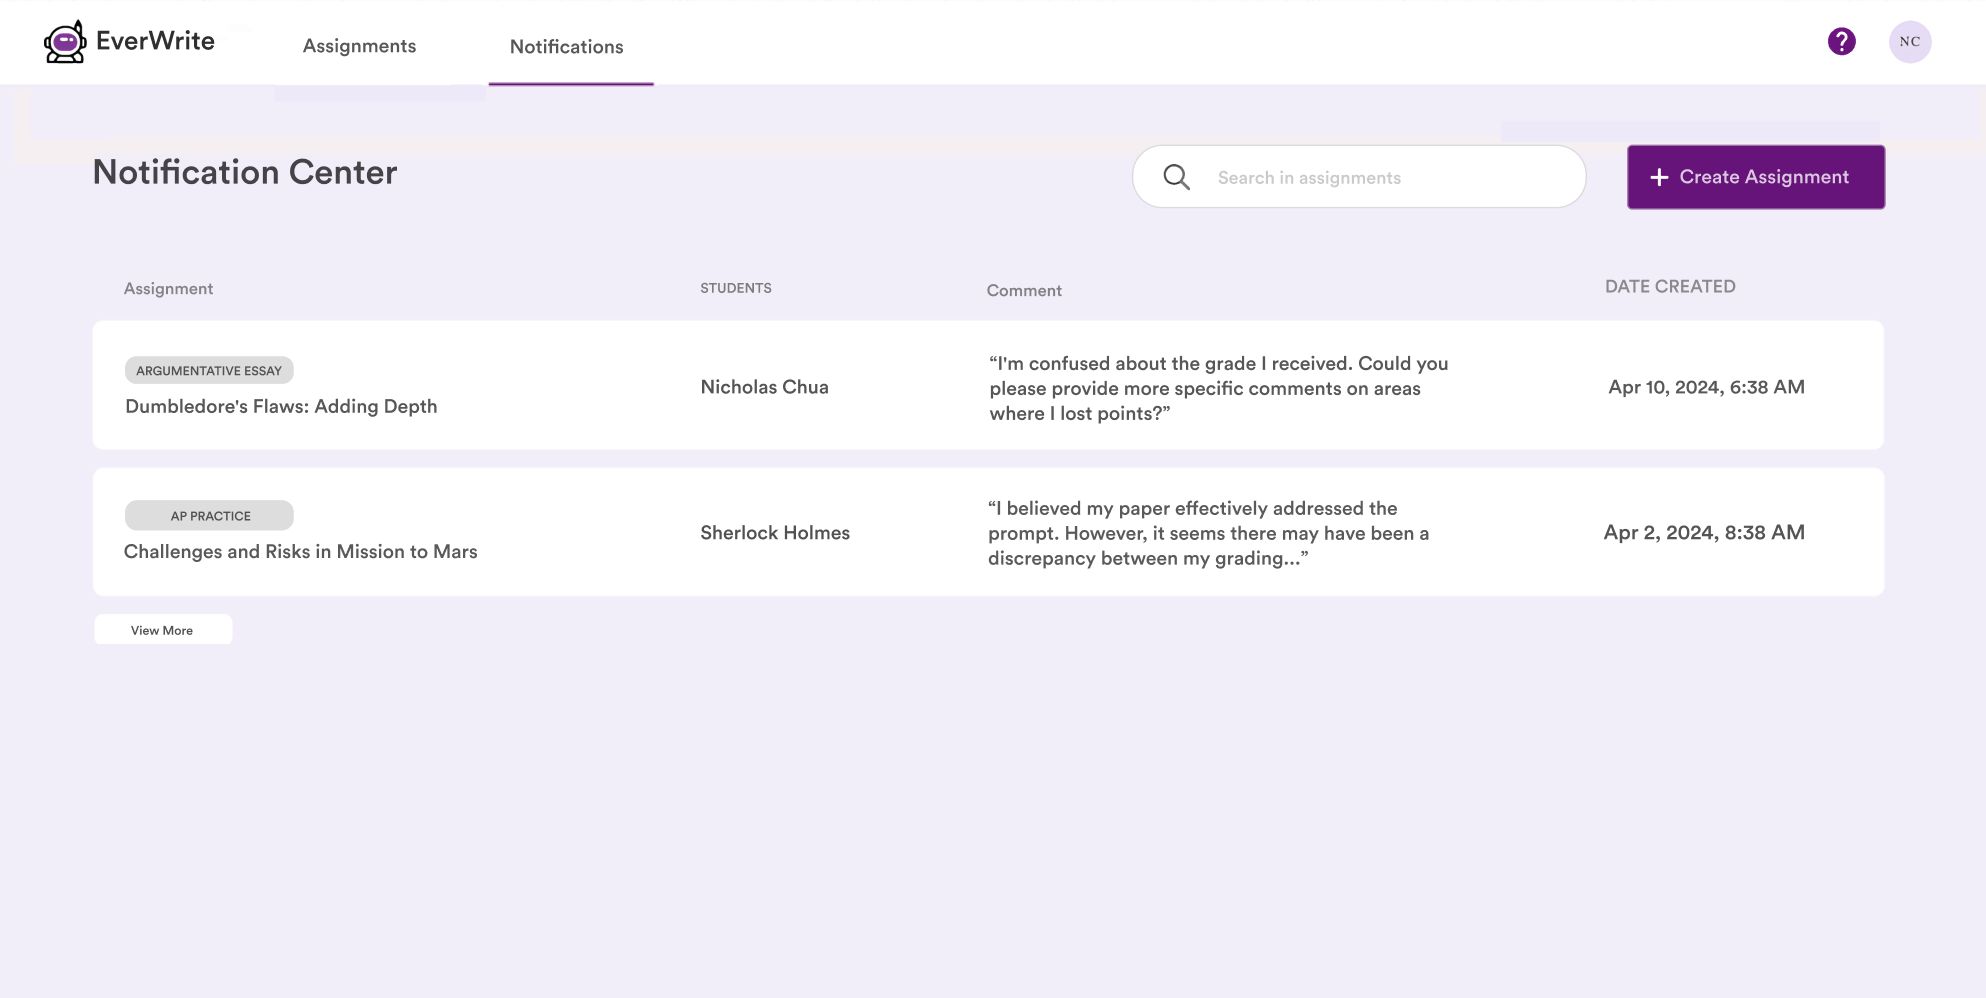 EverWrite
Assignments
Notifications
?
NC
Notification Center
Search in assignments
+ Create Assignment
Assignment
STUDENTS
Comment
DATE CREATED
ARGUMENTATIVE ESSAY
Dumbledore's Flaws: Adding Depth
Nicholas Chua
“I'm confused about the grade I received. Could you
please provide more specific comments on areas
where I lost points?”
Apr 10, 2024, 6:38 AM
AP PRACTICE
Challenges and Risks in Mission to Mars
Sherlock Holmes
“I believed my paper effectively addressed the
prompt. However, it seems there may have been a
discrepancy between my grading...”
Apr 2, 2024, 8:38 AM
View More